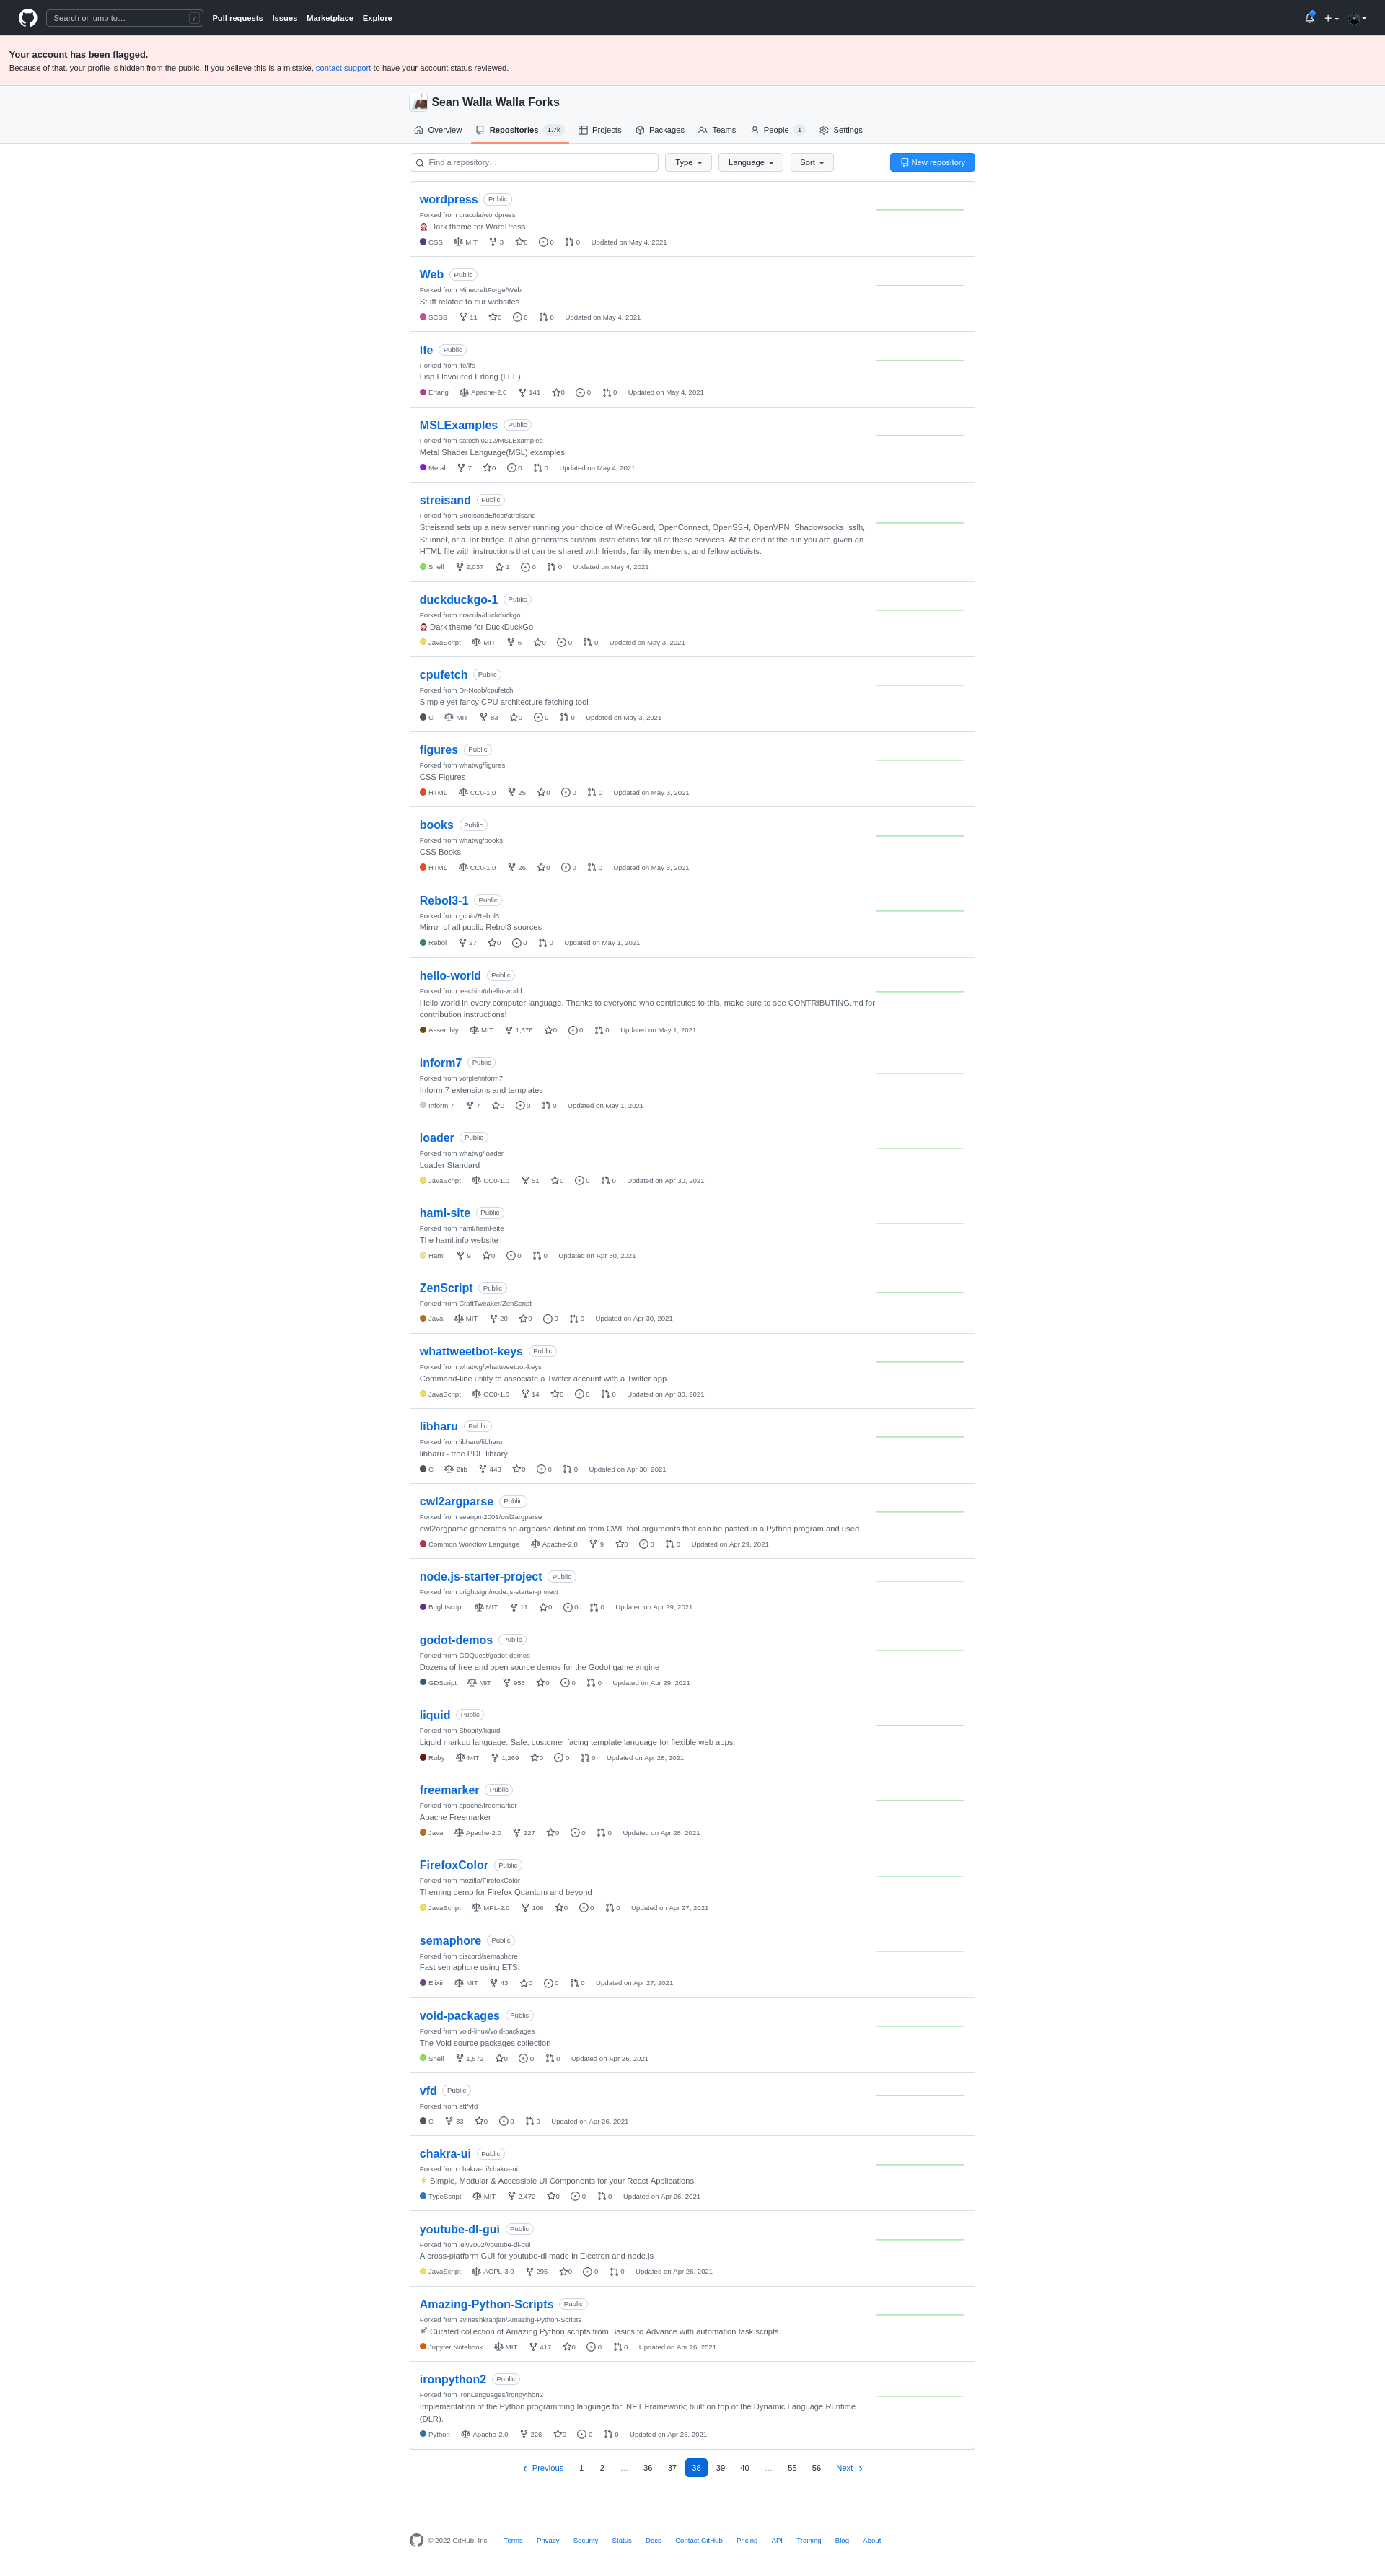 Search or jump to… /
Pull requests Issues Marketplace Explore
Your account has been flagged.
Because of that, your profile is hidden from the public. If you believe this is a mistake, contact support to have your account status reviewed.
Sean Walla Walla Forks
Overview Repositories 1.7k Projects Packages Teams People 1 Settings
Find a repository… Type Language Sort New repository
wordpress Public
Forked from dracula/wordpress
Dark theme for WordPress
CSS MIT 3 0 0 0 Updated on May 4, 2021
Web Public
Forked from MinecraftForge/Web
Stuff related to our websites
SCSS 11 0 0 0 Updated on May 4, 2021
lfe Public
Forked from lfe/lfe
Lisp Flavoured Erlang (LFE)
Erlang Apache-2.0 141 0 0 0 Updated on May 4, 2021
MSLExamples Public
Forked from satoshi0212/MSLExamples
Metal Shader Language(MSL) examples.
Metal 7 0 0 0 Updated on May 4, 2021
streisand Public
Forked from StreisandEffect/streisand
Streisand sets up a new server running your choice of WireGuard, OpenConnect, OpenSSH, OpenVPN, Shadowsocks, sslh,
Stunnel, or a Tor bridge. It also generates custom instructions for all of these services. At the end of the run you are given an
HTML file with instructions that can be shared with friends, family members, and fellow activists.
Shell 2,037 1 0 0 Updated on May 4, 2021
duckduckgo-1 Public
Forked from dracula/duckduckgo
Dark theme for DuckDuckGo
JavaScript MIT 6 0 0 0 Updated on May 3, 2021
cpufetch Public
Forked from Dr-Noob/cpufetch
Simple yet fancy CPU architecture fetching tool
C MIT 83 0 0 0 Updated on May 3, 2021
figures Public
Forked from whatwg/figures
CSS Figures
HTML CC0-1.0 25 0 0 0 Updated on May 3, 2021
books Public
Forked from whatwg/books
CSS Books
HTML CC0-1.0 26 0 0 0 Updated on May 3, 2021
Rebol3-1 Public
Forked from gchiu/Rebol3
Mirror of all public Rebol3 sources
Rebol 27 0 0 0 Updated on May 1, 2021
hello-world Public
Forked from leachim6/hello-world
Hello world in every computer language. Thanks to everyone who contributes to this, make sure to see CONTRIBUTING.md for
contribution instructions!
Assembly MIT 1,676 0 0 0 Updated on May 1, 2021
inform7 Public
Forked from vorple/inform7
Inform 7 extensions and templates
Inform 7 7 0 0 0 Updated on May 1, 2021
loader Public
Forked from whatwg/loader
Loader Standard
JavaScript CC0-1.0 51 0 0 0 Updated on Apr 30, 2021
haml-site Public
Forked from haml/haml-site
The haml.info website
Haml 9 0 0 0 Updated on Apr 30, 2021
ZenScript Public
Forked from CraftTweaker/ZenScript
Java MIT 20 0 0 0 Updated on Apr 30, 2021
whattweetbot-keys Public
Forked from whatwg/whattweetbot-keys
Command-line utility to associate a Twitter account with a Twitter app.
JavaScript CC0-1.0 14 0 0 0 Updated on Apr 30, 2021
libharu Public
Forked from libharu/libharu
libharu - free PDF library
C Zlib 443 0 0 0 Updated on Apr 30, 2021
cwl2argparse Public
Forked from seanpm2001/cwl2argparse
cwl2argparse generates an argparse definition from CWL tool arguments that can be pasted in a Python program and used
Common Workflow Language Apache-2.0 9 0 0 0 Updated on Apr 29, 2021
node.js-starter-project Public
Forked from brightsign/node.js-starter-project
Brightscript MIT 11 0 0 0 Updated on Apr 29, 2021
godot-demos Public
Forked from GDQuest/godot-demos
Dozens of free and open source demos for the Godot game engine
GDScript MIT 955 0 0 0 Updated on Apr 29, 2021
liquid Public
Forked from Shopify/liquid
Liquid markup language. Safe, customer facing template language for flexible web apps.
Ruby MIT 1,269 0 0 0 Updated on Apr 28, 2021
freemarker Public
Forked from apache/freemarker
Apache Freemarker
Java Apache-2.0 227 0 0 0 Updated on Apr 28, 2021
FirefoxColor Public
Forked from mozilla/FirefoxColor
Theming demo for Firefox Quantum and beyond
JavaScript MPL-2.0 106 0 0 0 Updated on Apr 27, 2021
semaphore Public
Forked from discord/semaphore
Fast semaphore using ETS.
Elixir MIT 43 0 0 0 Updated on Apr 27, 2021
void-packages Public
Forked from void-linux/void-packages
The Void source packages collection
Shell 1,572 0 0 0 Updated on Apr 26, 2021
vfd Public
Forked from att/vfd
C 33 0 0 0 Updated on Apr 26, 2021
chakra-ui Public
Forked from chakra-ui/chakra-ui
⚡ Simple, Modular & Accessible UI Components for your React Applications
TypeScript MIT 2,472 0 0 0 Updated on Apr 26, 2021
youtube-dl-gui Public
Forked from jely2002/youtube-dl-gui
A cross-platform GUI for youtube-dl made in Electron and node.js
JavaScript AGPL-3.0 295 0 0 0 Updated on Apr 26, 2021
Amazing-Python-Scripts Public
Forked from avinashkranjan/Amazing-Python-Scripts
Curated collection of Amazing Python scripts from Basics to Advance with automation task scripts.
Jupyter Notebook MIT 417 0 0 0 Updated on Apr 26, 2021
ironpython2 Public
Forked from IronLanguages/ironpython2
Implementation of the Python programming language for .NET Framework; built on top of the Dynamic Language Runtime
(DLR).
Python Apache-2.0 226 0 0 0 Updated on Apr 25, 2021
Previous 1 2 … 36 37 38 39 40 … 55 56 Next
© 2022 GitHub, Inc. Terms Privacy Security Status Docs Contact GitHub Pricing API Training Blog About